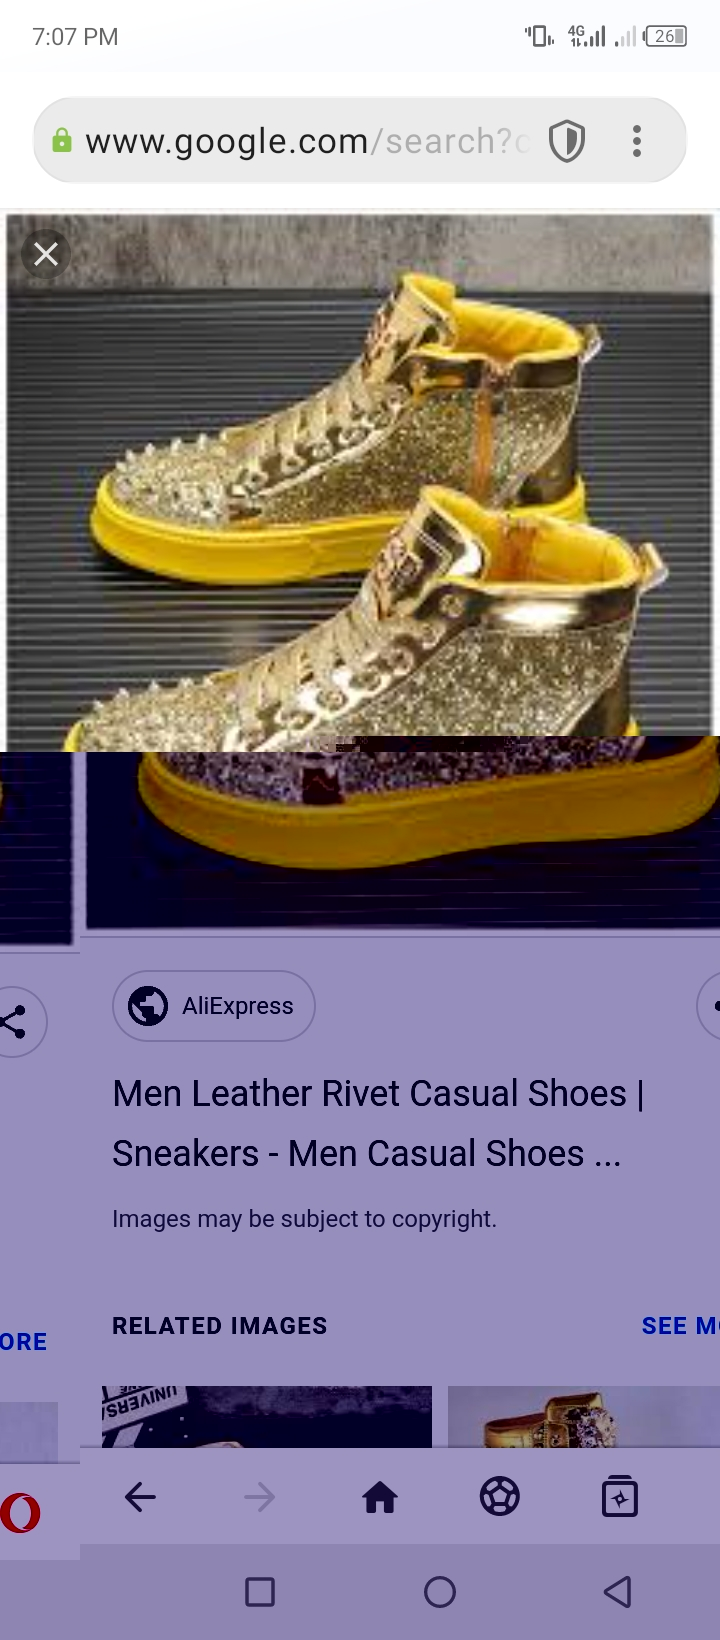 7:07 PM
4G
26
www.google.com/search?
AliExpress
Men Leather Rivet Casual Shoes |
Sneakers - Men Casual Shoes ...
Images may be subject to copyright.
RELATED IMAGES
SEE M
ORE
UNIVERSA